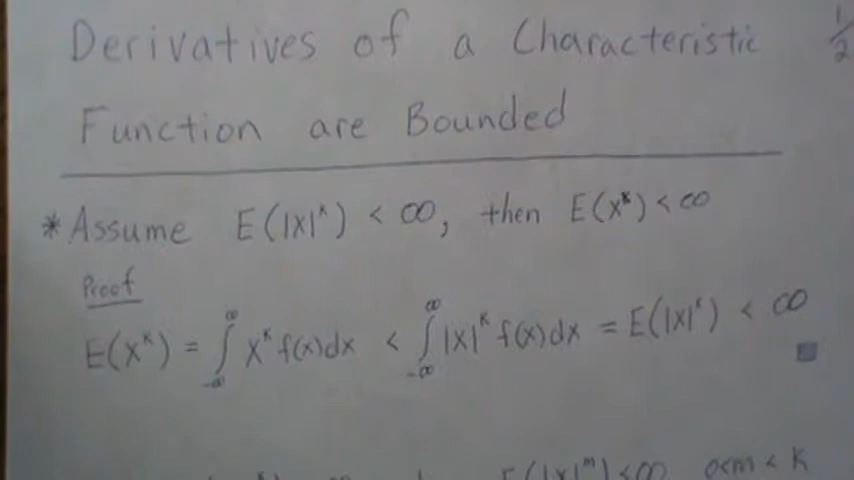 Derivatives of a Characteristic 1/2
Function are Bounded
* Assume E(|X|^k) < ∞, then E(X^k) < ∞
Proof
E(X^k) = ∫_{-∞}^{∞} x^k f(x)dx < ∫_{-∞}^{∞} |x|^k f(x)dx = E(|X|^k) < ∞ ■
E(|X|^m) < ∞ 0<m<k